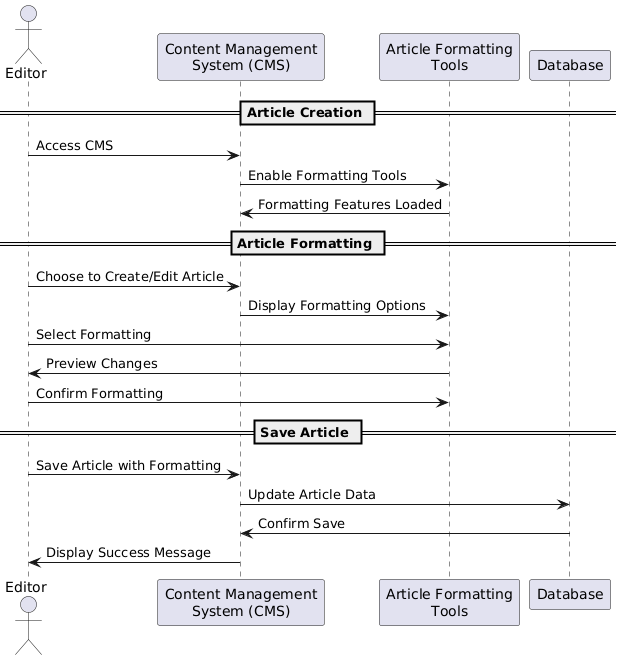 Editor
Content Management
System (CMS)
Article Formatting
Tools
Database
Article Creation
Access CMS
Enable Formatting Tools
Formatting Features Loaded
Article Formatting
Choose to Create/Edit Article
Display Formatting Options
Select Formatting
Preview Changes
Confirm Formatting
Save Article
Save Article with Formatting
Update Article Data
Confirm Save
Display Success Message
Editor
Content Management
System (CMS)
Article Formatting
Tools
Database